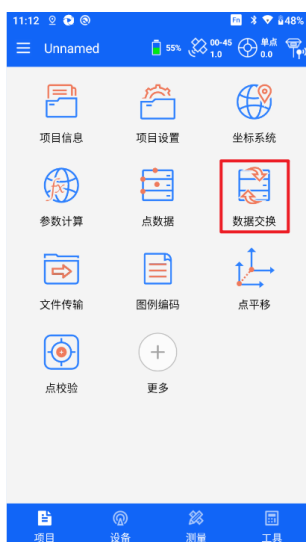 11:12 Fn 48%
Unnamed 55% 00-45 单点
1.0 0.0
项目信息 项目设置 坐标系统
参数计算 点数据 数据交换
文件传输 图例编码 点平移
点校验 更多
项目 设备 测量 工具